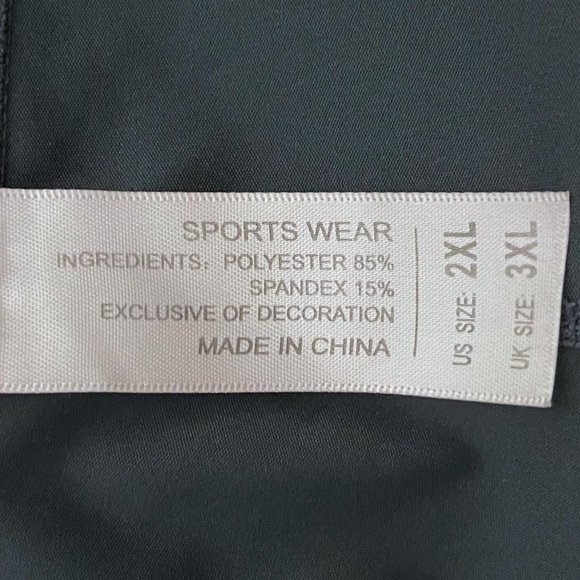 SPORTS WEAR
INGREDIENTS: POLYESTER 85%
SPANDEX 15%
EXCLUSIVE OF DECORATION
MADE IN CHINA
US SIZE: 2XL
UK SIZE: 3XL